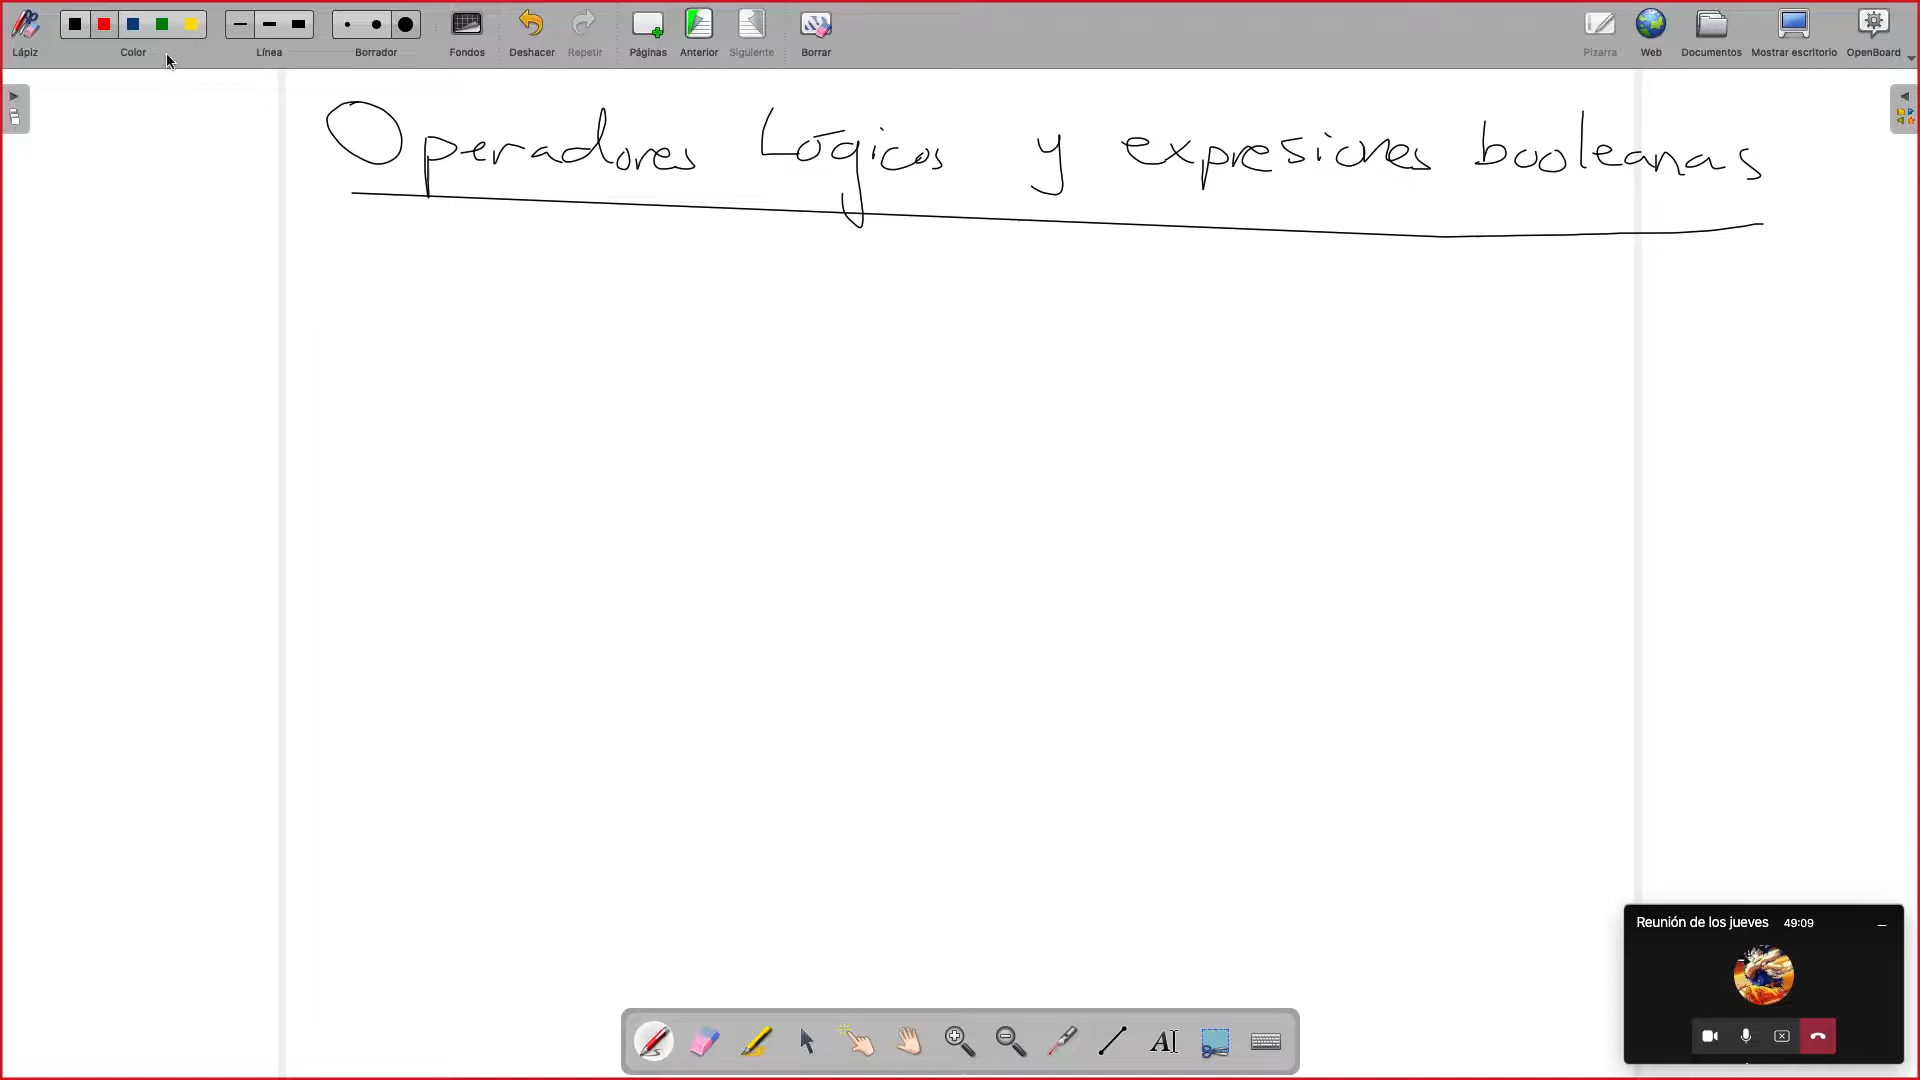 Lápiz Color Línea Borrador Fondos Deshacer Repetir Páginas Anterior Siguiente Borrar Pizarra Web Documentos Mostrar escritorio OpenBoard
Operadores Lógicos y expresiones booleanas
Reunión de los jueves 49:09
AI